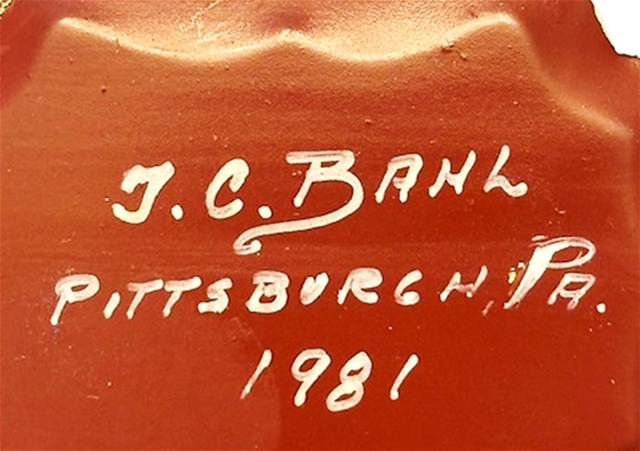 J. C. BAHL
PITTSBURGH, PA.
1981